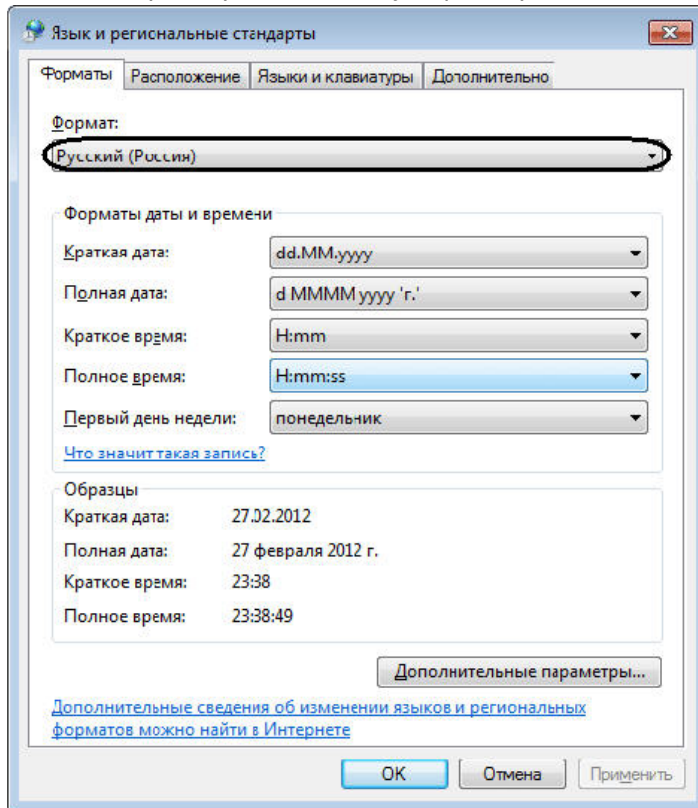 Язык и региональные стандарты
Форматы Расположение Языки и клавиатуры Дополнительно
Формат:
Русский (Россия)
Форматы даты и времени
Краткая дата: dd.MM.yyyy
Полная дата: d MMMM yyyy 'г.'
Краткое время: H:mm
Полное время: H:mm:ss
Первый день недели: понедельник
Что значит такая запись?
Образцы
Краткая дата: 27.02.2012
Полная дата: 27 февраля 2012 г.
Краткое время: 23:38
Полное время: 23:38:49
Дополнительные параметры...
Дополнительные сведения об изменении языков и региональных
форматов можно найти в Интернете
ОК Отмена Применить